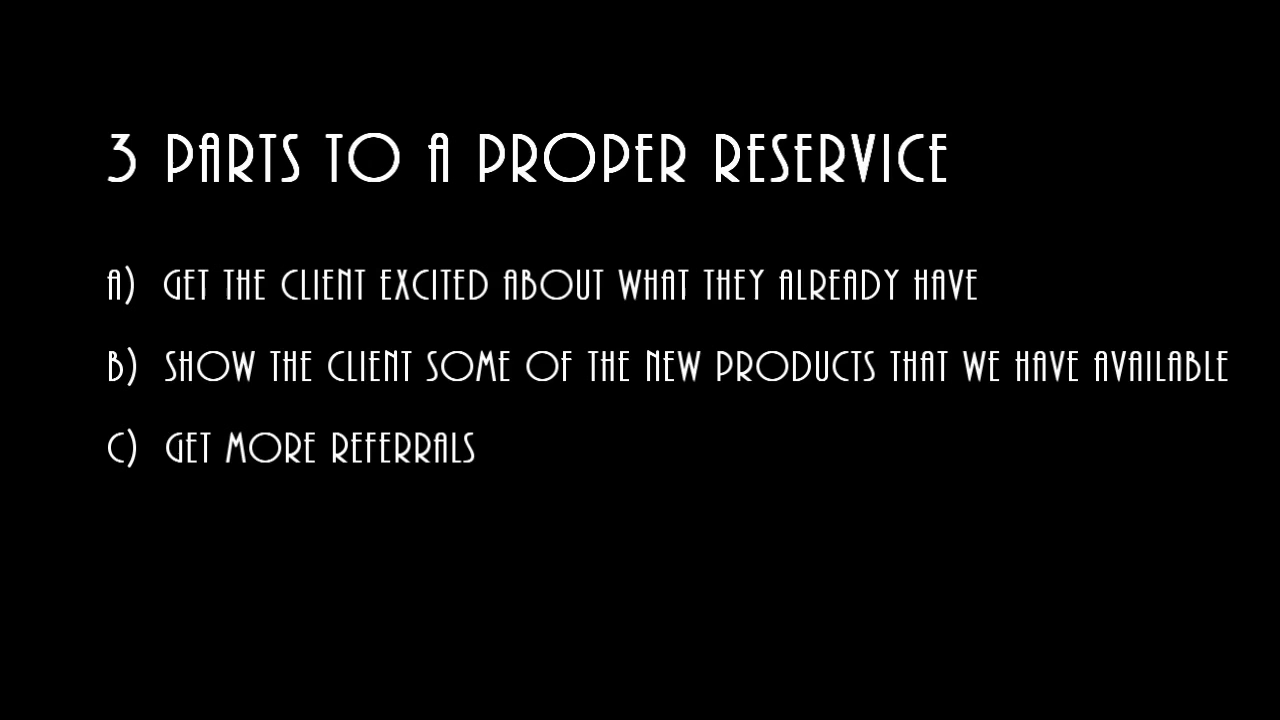 3 PARTS TO A PROPER RESERVICE
A) GET THE CLIENT EXCITED ABOUT WHAT THEY ALREADY HAVE
B) SHOW THE CLIENT SOME OF THE NEW PRODUCTS THAT WE HAVE AVAILABLE
C) GET MORE REFERRALS